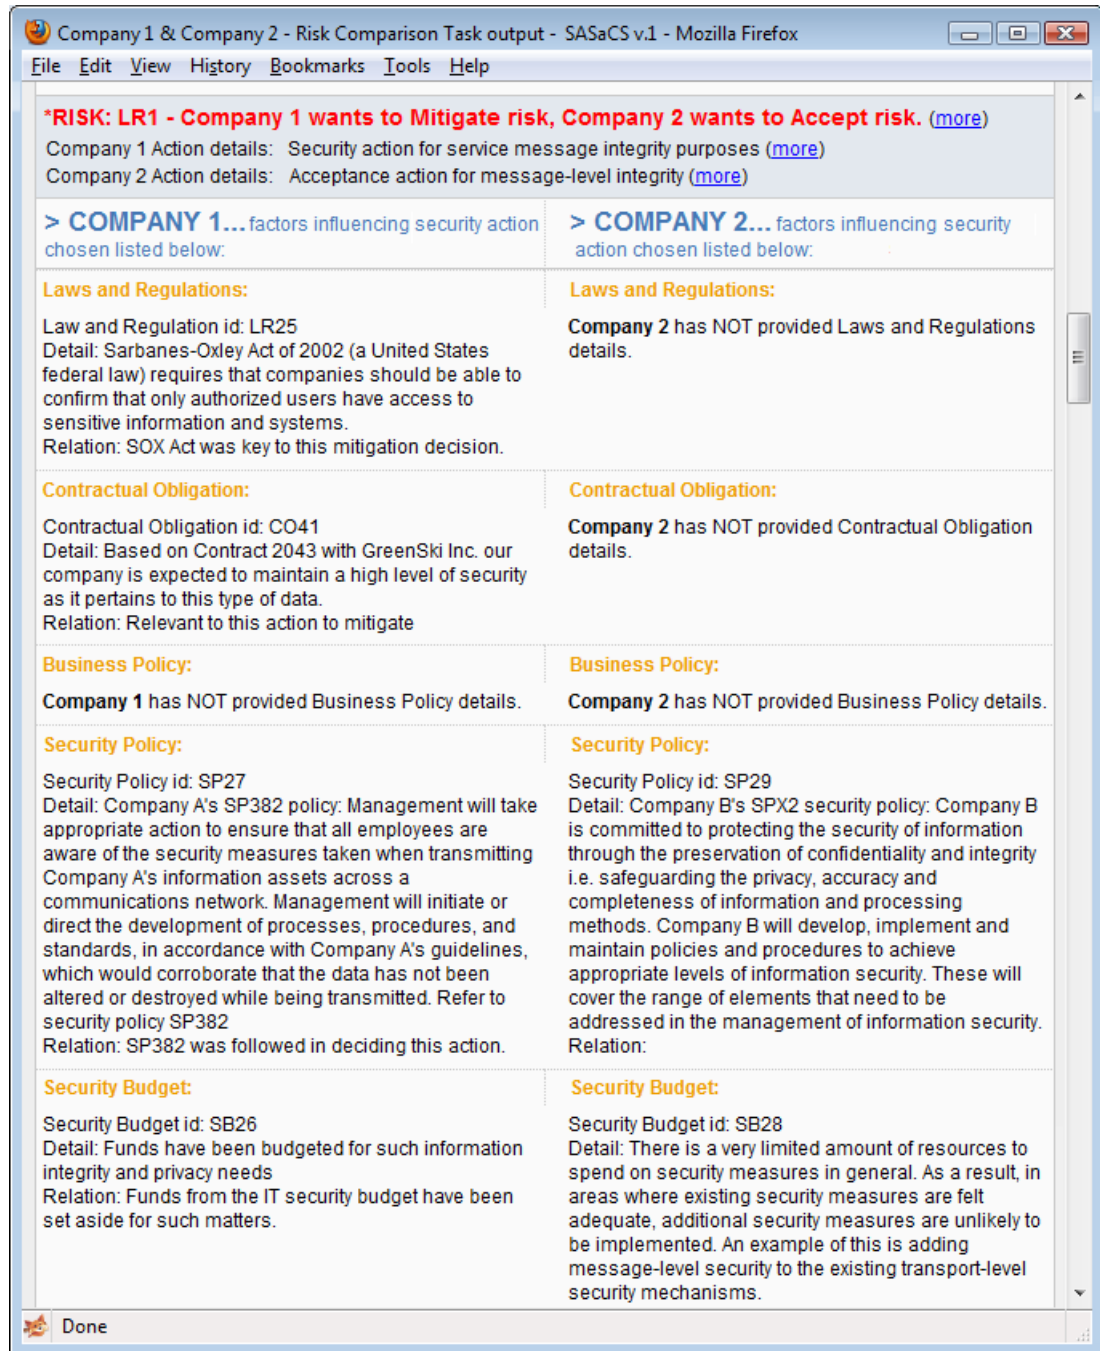 Company 1 & Company 2 - Risk Comparison Task output - SASaCS v.1 - Mozilla Firefox
File Edit View History Bookmarks Tools Help
*RISK: LR1 - Company 1 wants to Mitigate risk, Company 2 wants to Accept risk. (more)
Company 1 Action details: Security action for service message integrity purposes (more)
Company 2 Action details: Acceptance action for message-level integrity (more)
> COMPANY 1... factors influencing security action
chosen listed below:
> COMPANY 2... factors influencing security
action chosen listed below:
Laws and Regulations:
Law and Regulation id: LR25
Detail: Sarbanes-Oxley Act of 2002 (a United States
federal law) requires that companies should be able to
confirm that only authorized users have access to
sensitive information and systems.
Relation: SOX Act was key to this mitigation decision.
Laws and Regulations:
Company 2 has NOT provided Laws and Regulations
details.
Contractual Obligation:
Contractual Obligation id: CO41
Detail: Based on Contract 2043 with GreenSki Inc. our
company is expected to maintain a high level of security
as it pertains to this type of data.
Relation: Relevant to this action to mitigate
Contractual Obligation:
Company 2 has NOT provided Contractual Obligation
details.
Business Policy:
Company 1 has NOT provided Business Policy details.
Business Policy:
Company 2 has NOT provided Business Policy details.
Security Policy:
Security Policy id: SP27
Detail: Company A's SP382 policy: Management will take
appropriate action to ensure that all employees are
aware of the security measures taken when transmitting
Company A's information assets across a
communications network. Management will initiate or
direct the development of processes, procedures, and
standards, in accordance with Company A's guidelines,
which would corroborate that the data has not been
altered or destroyed while being transmitted. Refer to
security policy SP382
Relation: SP382 was followed in deciding this action.
Security Policy:
Security Policy id: SP29
Detail: Company B's SPX2 security policy: Company B
is committed to protecting the security of information
through the preservation of confidentiality and integrity
i.e. safeguarding the privacy, accuracy and
completeness of information and processing
methods. Company B will develop, implement and
maintain policies and procedures to achieve
appropriate levels of information security. These will
cover the range of elements that need to be
addressed in the management of information security.
Relation:
Security Budget:
Security Budget id: SB26
Detail: Funds have been budgeted for such information
integrity and privacy needs
Relation: Funds from the IT security budget have been
set aside for such matters.
Security Budget:
Security Budget id: SB28
Detail: There is a very limited amount of resources to
spend on security measures in general. As a result, in
areas where existing security measures are felt
adequate, additional security measures are unlikely to
be implemented. An example of this is adding
message-level security to the existing transport-level
security mechanisms.
Done